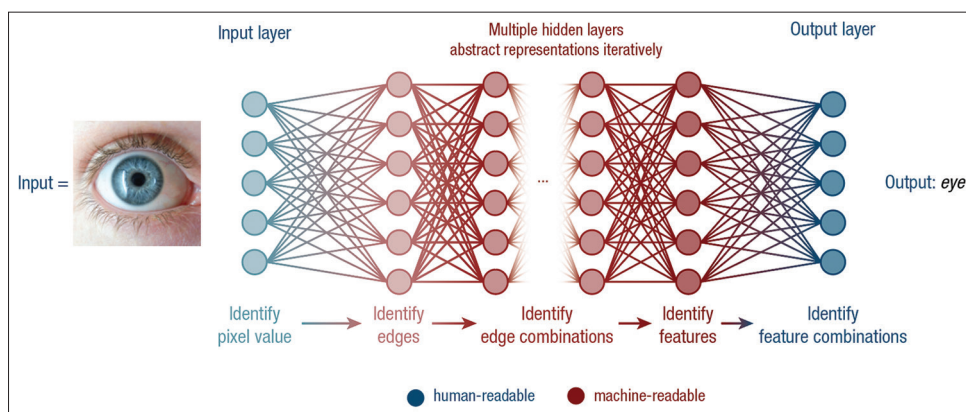 Input layer
Multiple hidden layers
abstract representations iteratively
Output layer
Input =
...
Output: eye
Identify
pixel value
Identify
edges
Identify
edge combinations
Identify
features
Identify
feature combinations
human-readable
machine-readable